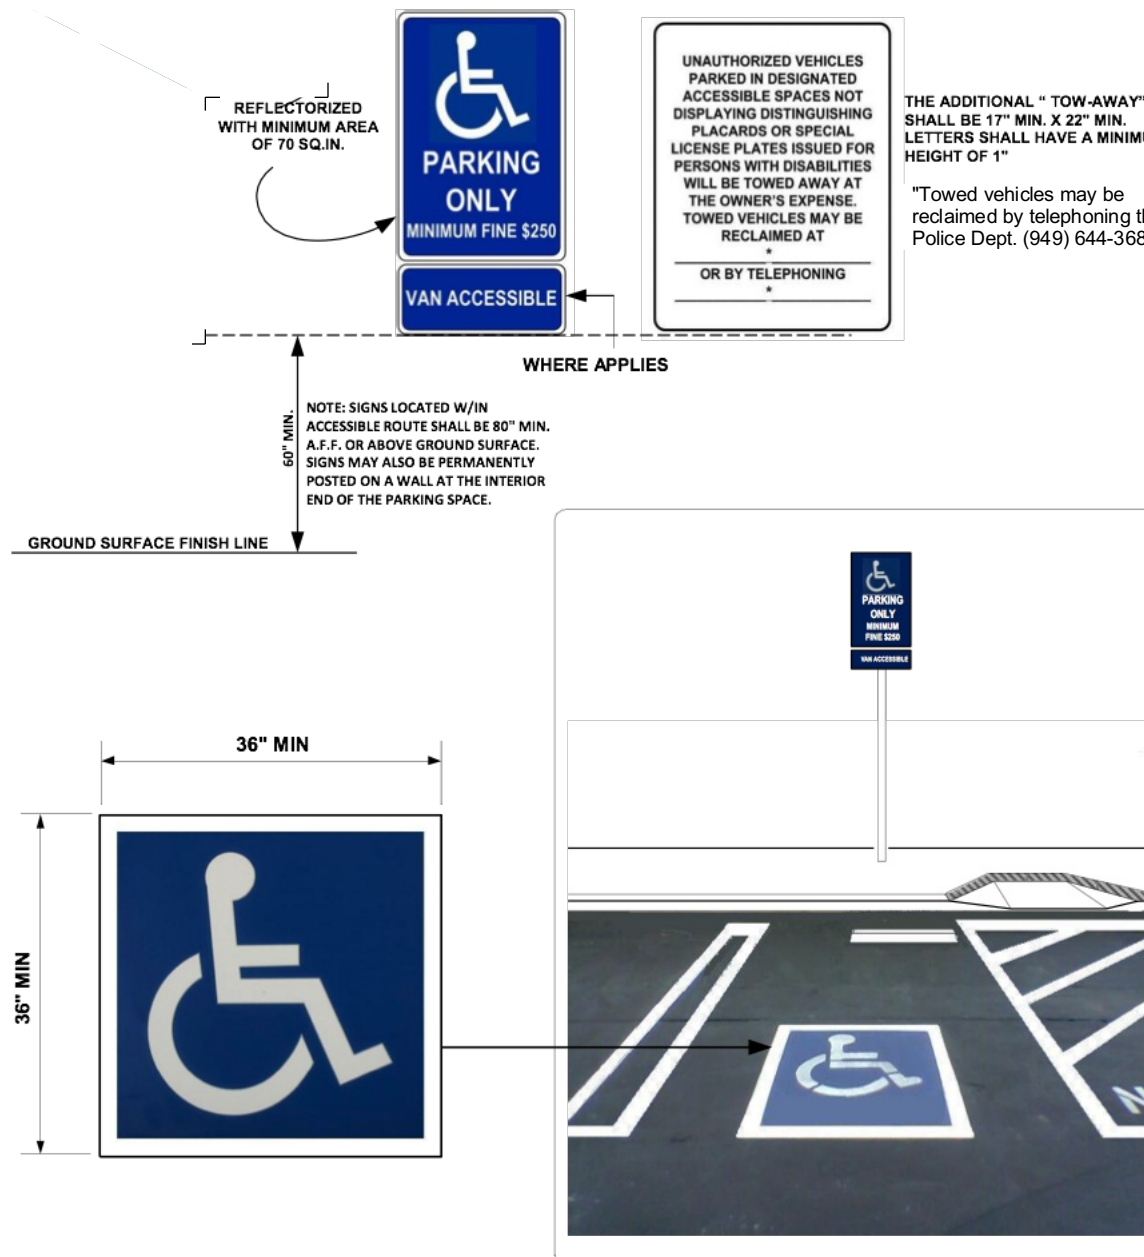 REFLECTORIZED
WITH MINIMUM AREA
OF 70 SQ.IN.
PARKING
ONLY
MINIMUM FINE $250
VAN ACCESSIBLE
WHERE APPLIES
UNAUTHORIZED VEHICLES
PARKED IN DESIGNATED
ACCESSIBLE SPACES NOT
DISPLAYING DISTINGUISHING
PLACARDS OR SPECIAL
LICENSE PLATES ISSUED FOR
PERSONS WITH DISABILITIES
WILL BE TOWED AWAY AT
THE OWNER'S EXPENSE.
TOWED VEHICLES MAY BE
RECLAIMED AT
*
OR BY TELEPHONING
*
THE ADDITIONAL “ TOW-AWAY”
SHALL BE 17" MIN. X 22" MIN.
LETTERS SHALL HAVE A MINIMU
HEIGHT OF 1"
"Towed vehicles may be
reclaimed by telephoning th
Police Dept. (949) 644-368
60" MIN.
NOTE: SIGNS LOCATED W/IN
ACCESSIBLE ROUTE SHALL BE 80" MIN.
A.F.F. OR ABOVE GROUND SURFACE.
SIGNS MAY ALSO BE PERMANENTLY
POSTED ON A WALL AT THE INTERIOR
END OF THE PARKING SPACE.
GROUND SURFACE FINISH LINE
PARKING
ONLY
MINIMUM
FINE $250
VAN ACCESSIBLE
36" MIN
36" MIN
N